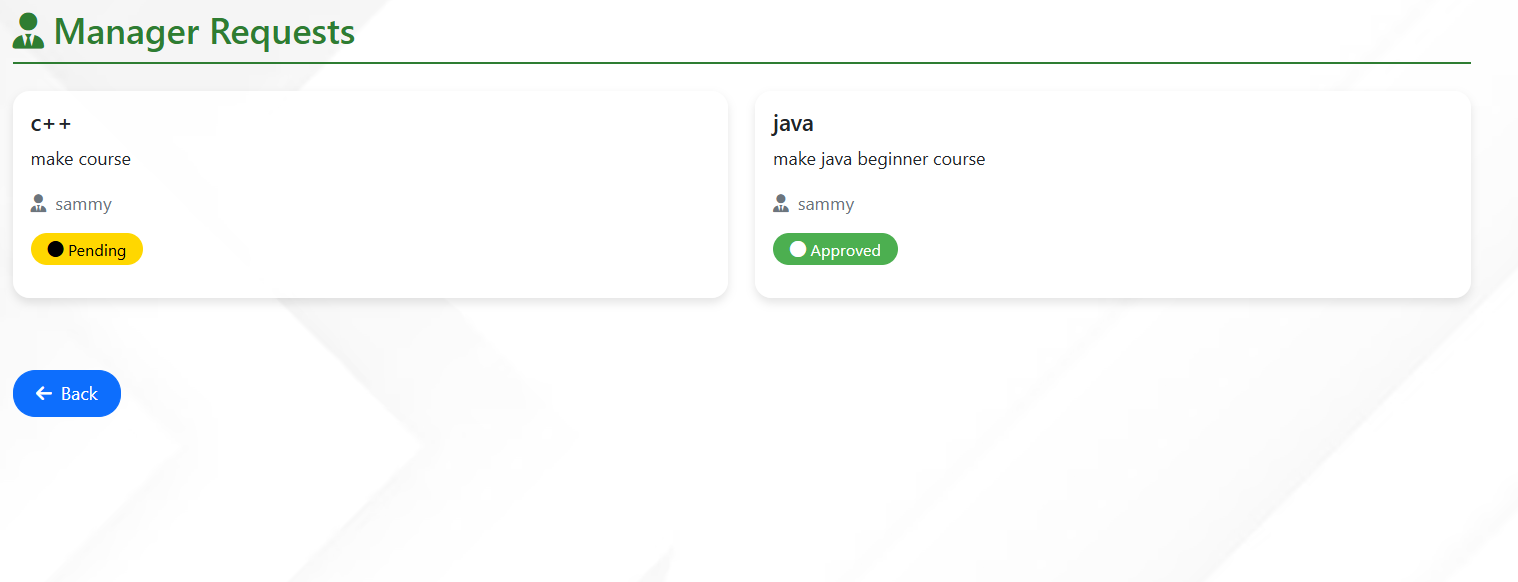 Manager Requests
c++
make course
sammy
Pending
java
make java beginner course
sammy
Approved
Back